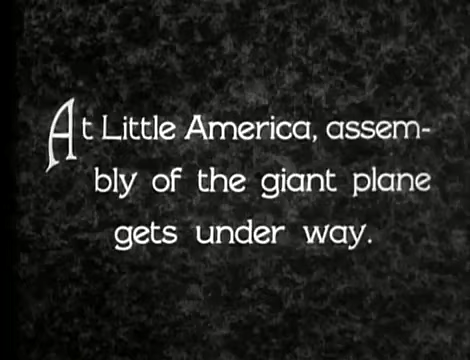 At Little America, assem-
bly of the giant plane
gets under way.